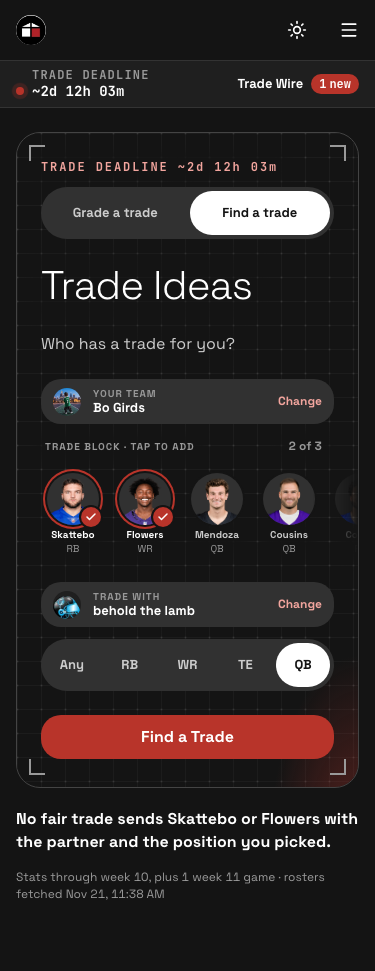 TRADE DEADLINE
~2d 12h 03m
Trade Wire
1 new
TRADE DEADLINE ~2d 12h 03m
Grade a trade
Find a trade
Trade Ideas
Who has a trade for you?
YOUR TEAM
Bo Girds
Change
TRADE BLOCK · TAP TO ADD
2 of 3
Skattebo
RB
Flowers
WR
Mendoza
QB
Cousins
QB
TRADE WITH
behold the lamb
Change
Any
RB
WR
TE
QB
Find a Trade
No fair trade sends Skattebo or Flowers with
the partner and the position you picked.
Stats through week 10, plus 1 week 11 game · rosters
fetched Nov 21, 11:38 AM